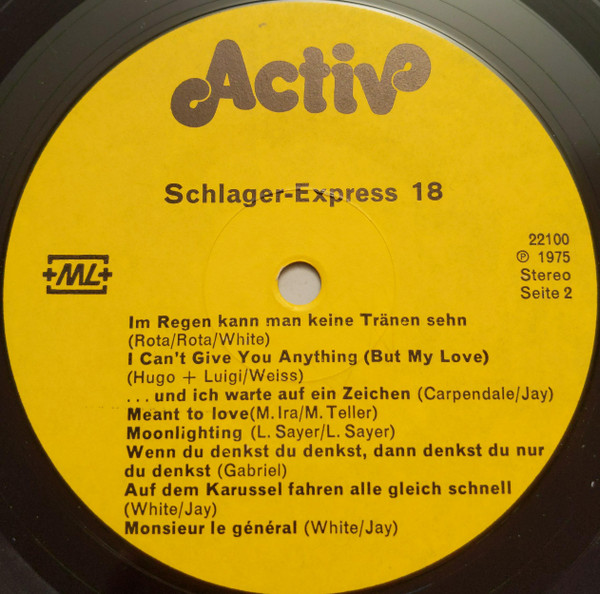 Activ
Schlager-Express 18
+ML+
22100
℗ 1975
Stereo
Seite 2
Im Regen kann man keine Tränen sehn
(Rota/Rota/White)
I Can't Give You Anything (But My Love)
(Hugo + Luigi/Weiss)
...und ich warte auf ein Zeichen (Carpendale/Jay)
Meant to love(M. Ira/M. Teller)
Moonlighting (L. Sayer/L. Sayer)
Wenn du denkst du denkst, dann denkst du nur
du denkst (Gabriel)
Auf dem Karussel fahren alle gleich schnell
(White/Jay)
Monsieur le général (White/Jay)